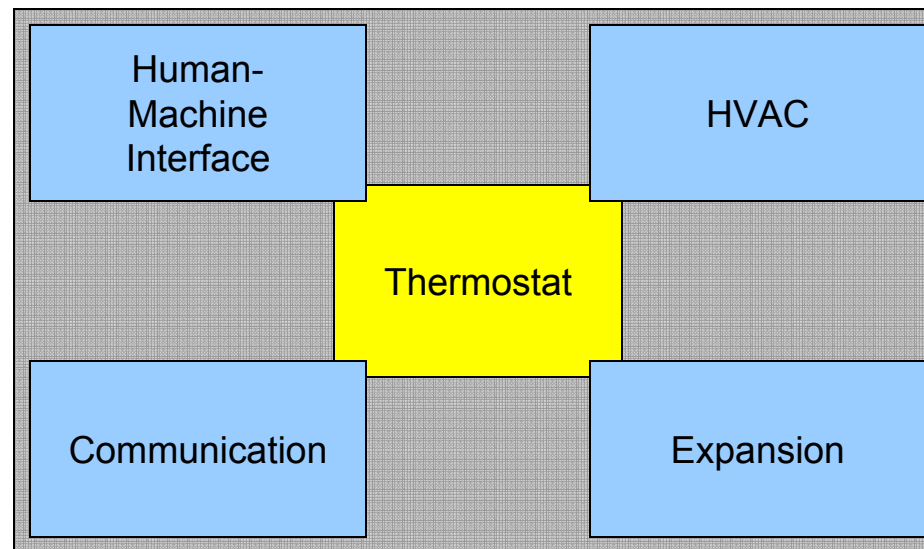 Human-
Machine
Interface
HVAC
Thermostat
Communication
Expansion